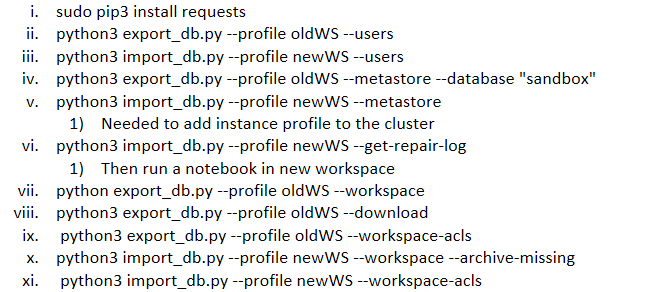 i. sudo pip3 install requests
ii. python3 export_db.py --profile oldWS --users
iii. python3 import_db.py --profile newWS --users
iv. python3 export_db.py --profile oldWS --metastore --database "sandbox"
v. python3 import_db.py --profile newWS --metastore
1) Needed to add instance profile to the cluster
vi. python3 import_db.py --profile newWS --get-repair-log
1) Then run a notebook in new workspace
vii. python export_db.py --profile oldWS --workspace
viii. python3 export_db.py --profile oldWS --download
ix. python3 export_db.py --profile oldWS --workspace-acls
x. python3 import_db.py --profile newWS --workspace --archive-missing
xi. python3 import_db.py --profile newWS --workspace-acls